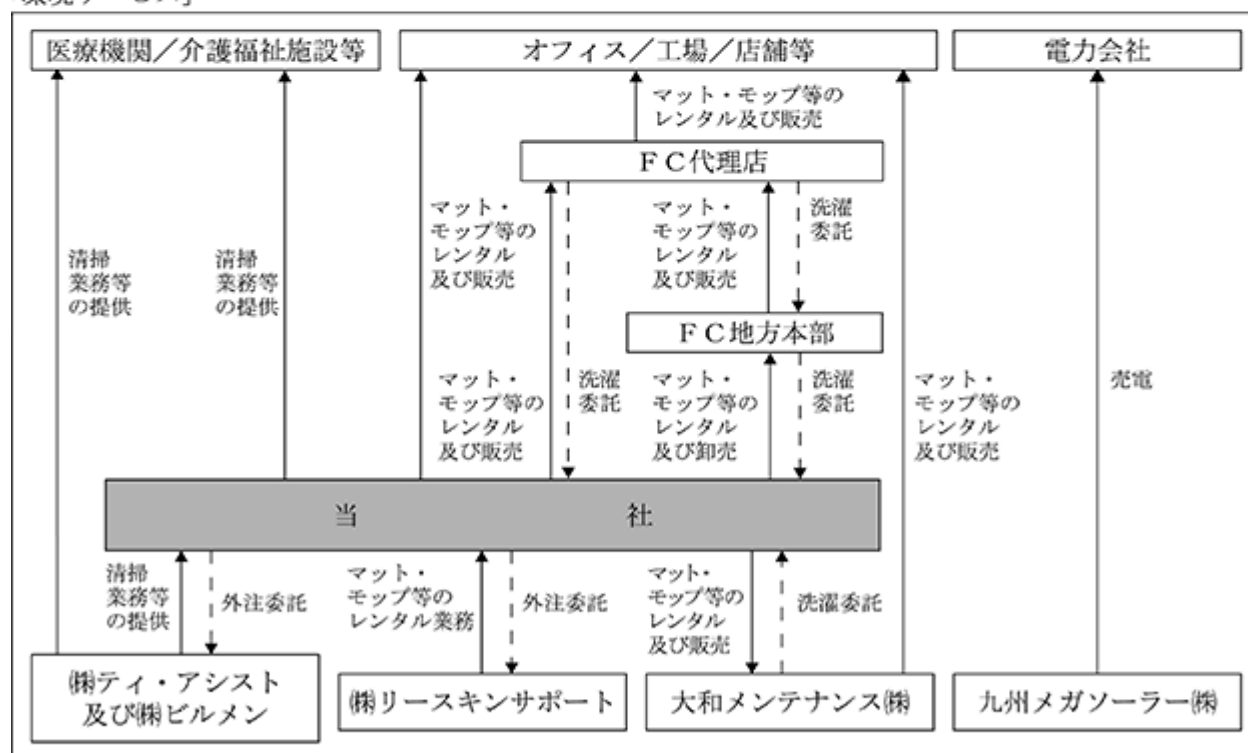 医療機関／介護福祉施設等
オフィス／工場／店舗等
電力会社
マット・モップ等の
レンタル及び販売
ＦＣ代理店
清掃
業務等
の提供
清掃
業務等
の提供
マット・
モップ等の
レンタル
及び販売
マット・
モップ等の
レンタル
及び販売
洗濯
委託
ＦＣ地方本部
マット・
モップ等の
レンタル
及び販売
洗濯
委託
マット・
モップ等の
レンタル
及び卸売
洗濯
委託
マット・
モップ等の
レンタル
及び販売
売電
当社
清掃
業務等
の提供
外注委託
マット・
モップ等の
レンタル業務
外注委託
マット・
モップ等の
レンタル
及び販売
洗濯委託
㈱ティ・アシスト
及び㈱ビルメン
㈱リースキンサポート
大和メンテナンス㈱
九州メガソーラー㈱